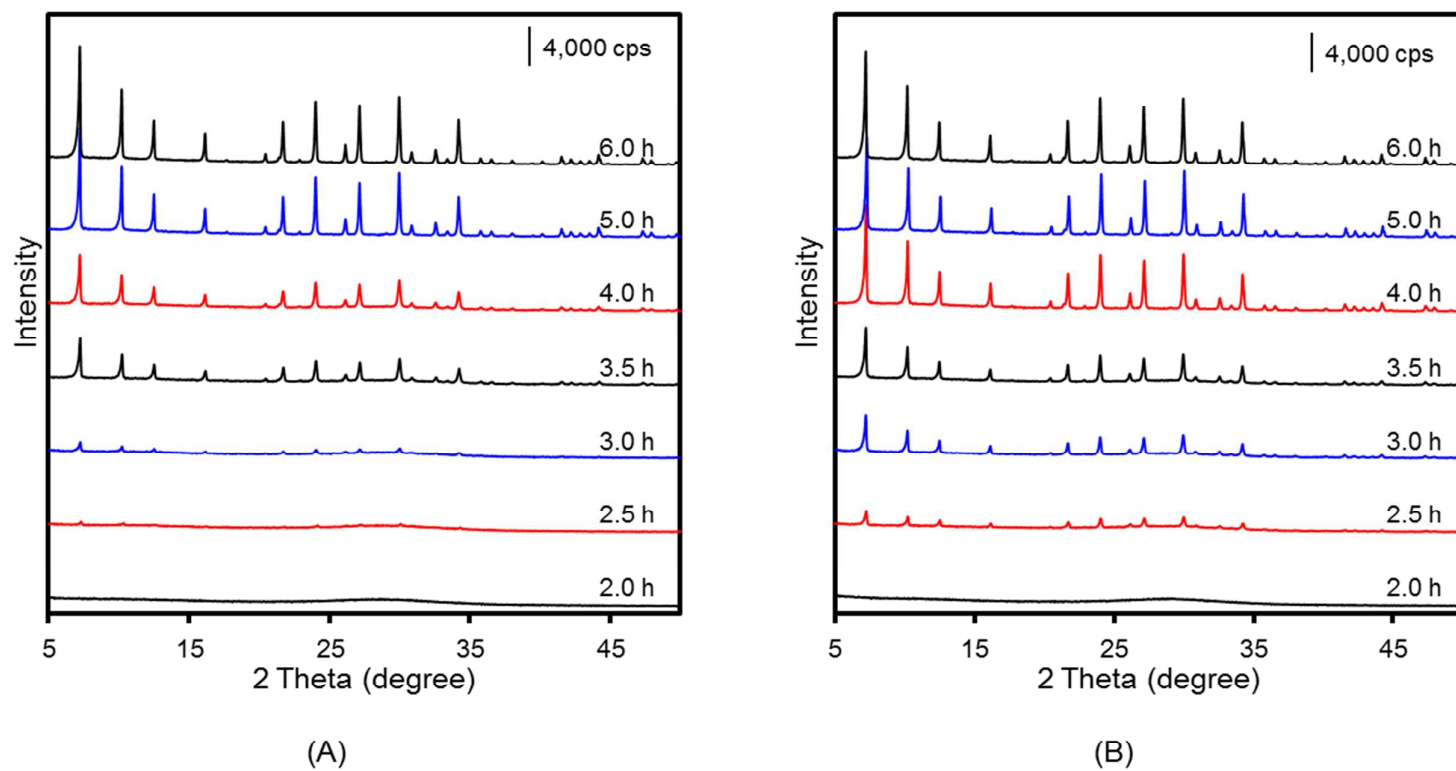 4,000 cps
6.0 h
5.0 h
4.0 h
3.5 h
3.0 h
2.5 h
2.0 h
Intensity
5 15 25 35 45
2 Theta (degree)
(A)
4,000 cps
6.0 h
5.0 h
4.0 h
3.5 h
3.0 h
2.5 h
2.0 h
Intensity
5 15 25 35 45
2 Theta (degree)
(B)